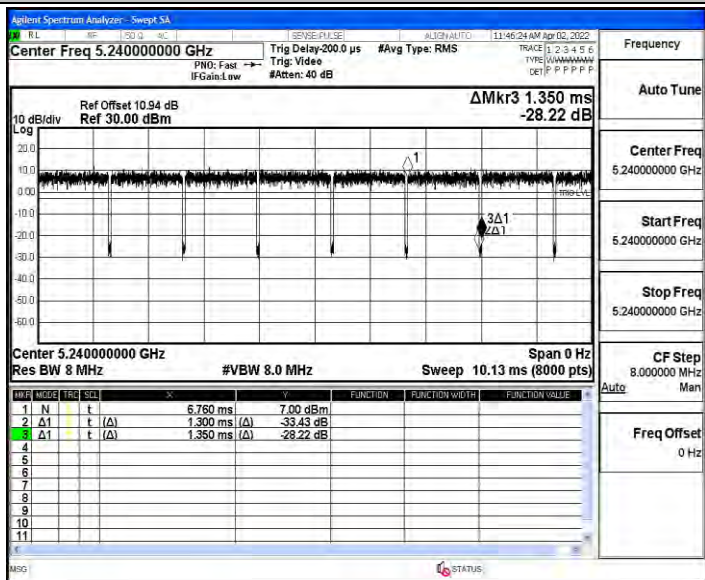 Agilent Spectrum Analyzer - Swept SA
RL RF 50 Ω AC SENSE:PULSE ALIGN AUTO 11:46:24 AM Apr 02, 2022
Center Freq 5.240000000 GHz
Trig Delay-200.0 µs #Avg Type: RMS
TRACE 1 2 3 4 5 6
PNO: Fast Trig: Video
TYPE
IFGain:Low #Atten: 40 dB
DET P P P P P P
Frequency
Auto Tune
Ref Offset 10.94 dB
10 dB/div Ref 30.00 dBm
Log
ΔMkr3 1.350 ms
-28.22 dB
20.0
10.0
0.00
-10.0
-20.0
-30.0
-40.0
-50.0
-60.0
1
TRIG LVL
3Δ1
2Δ1
Center 5.240000000 GHz
Span 0 Hz
Res BW 8 MHz #VBW 8.0 MHz Sweep 10.13 ms (8000 pts)
MKR MODE TRC SCL X Y FUNCTION FUNCTION WIDTH FUNCTION VALUE
1 N t 6.760 ms 7.00 dBm
2 Δ1 t (Δ) 1.300 ms (Δ) -33.43 dB
3 Δ1 t (Δ) 1.350 ms (Δ) -28.22 dB
4
5
6
7
8
9
10
11
Center Freq
5.240000000 GHz
Start Freq
5.240000000 GHz
Stop Freq
5.240000000 GHz
CF Step
8.000000 MHz
Auto Man
Freq Offset
0 Hz
MSG STATUS